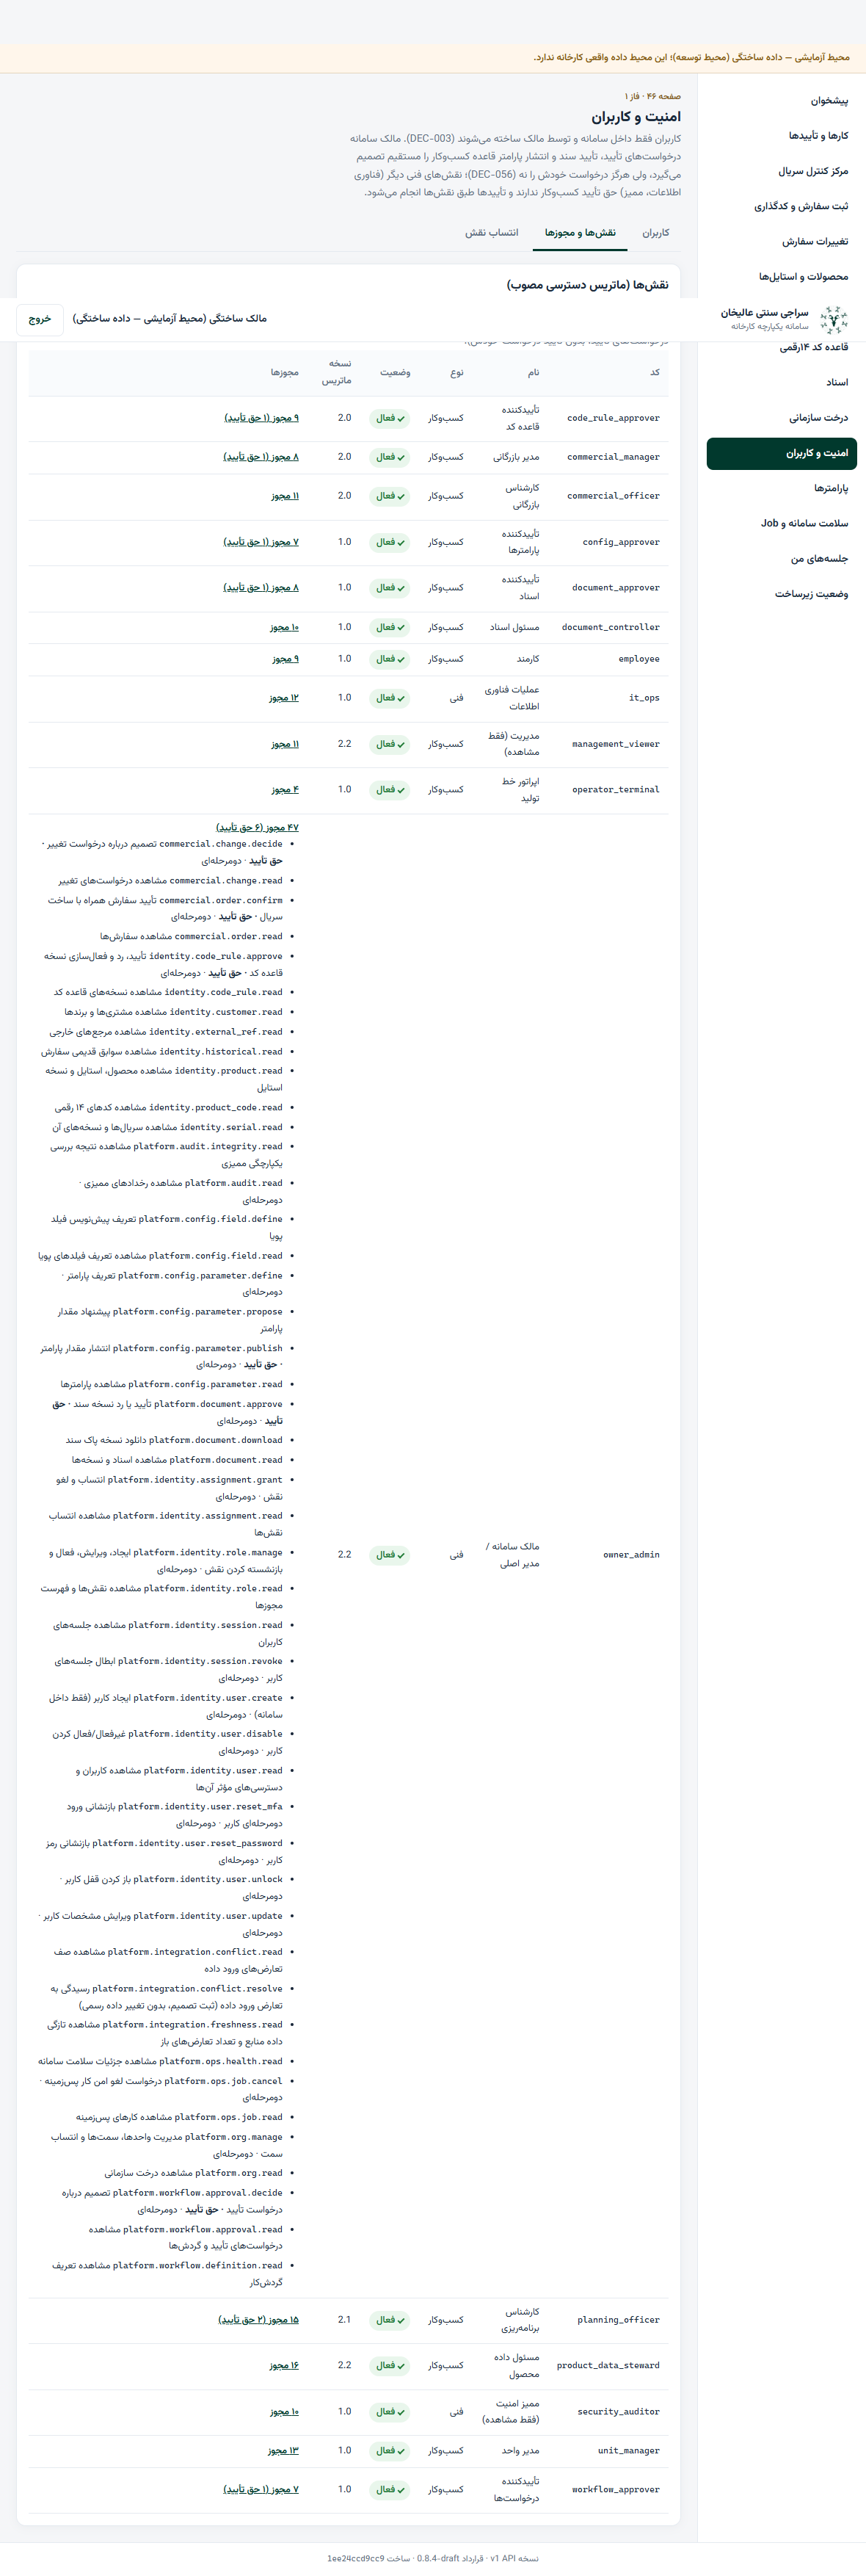 محیط آزمایشی — داده ساختگی (محیط توسعه)؛ این محیط داده واقعی کارخانه ندارد.
پیشخوان
کارها و تأییدها
مرکز کنترل سریال
ثبت سفارش و کدگذاری
تغییرات سفارش
محصولات و استایل‌ها
سراجی سنتی عالیخان
سامانه یکپارچه کارخانه
قاعده کد ۱۴رقمی
اسناد
درخت سازمانی
امنیت و کاربران
پارامترها
سلامت سامانه و Job
جلسه‌های من
وضعیت زیرساخت
صفحه ۴۶ · فاز ۱
امنیت و کاربران
کاربران فقط داخل سامانه و توسط مالک ساخته می‌شوند (DEC-003). مالک سامانه
درخواست‌های تأیید، تأیید سند و انتشار پارامتر قاعده کسب‌وکار را مستقیم تصمیم
می‌گیرد، ولی هرگز درخواست خودش را نه (DEC-056)؛ نقش‌های فنی دیگر (فناوری
اطلاعات، ممیز) حق تأیید کسب‌وکار ندارند و تأییدها طبق نقش‌ها انجام می‌شود.
کاربران
نقش‌ها و مجوزها
انتساب نقش
نقش‌ها (ماتریس دسترسی مصوب)
مالک ساختگی (محیط آزمایشی — داده ساختگی)
خروج
کد نام نوع وضعیت نسخه ماتریس مجوزها
code_rule_approver تأییدکننده قاعده کد کسب‌وکار فعال 2.0 ۹ مجوز (۱ حق تأیید)
commercial_manager مدیر بازرگانی کسب‌وکار فعال 2.0 ۸ مجوز (۱ حق تأیید)
commercial_officer کارشناس بازرگانی کسب‌وکار فعال 2.0 ۱۱ مجوز
config_approver تأییدکننده پارامترها کسب‌وکار فعال 1.0 ۷ مجوز (۱ حق تأیید)
document_approver تأییدکننده اسناد کسب‌وکار فعال 1.0 ۸ مجوز (۱ حق تأیید)
document_controller مسئول اسناد کسب‌وکار فعال 1.0 ۱۰ مجوز
employee کارمند کسب‌وکار فعال 1.0 ۹ مجوز
it_ops عملیات فناوری اطلاعات فنی فعال 1.0 ۱۲ مجوز
management_viewer مدیریت (فقط مشاهده) کسب‌وکار فعال 2.2 ۱۱ مجوز
operator_terminal اپراتور خط تولید کسب‌وکار فعال 1.0 ۴ مجوز
owner_admin مالک سامانه / مدیر اصلی فنی فعال 2.2 ۴۷ مجوز (۶ حق تأیید)
commercial.change.decide تصمیم درباره درخواست تغییر ·
حق تأیید · دومرحله‌ای
commercial.change.read مشاهده درخواست‌های تغییر
commercial.order.confirm تأیید سفارش همراه با ساخت
سریال · حق تأیید · دومرحله‌ای
commercial.order.read مشاهده سفارش‌ها
identity.code_rule.approve تأیید، رد و فعال‌سازی نسخه
قاعده کد · حق تأیید · دومرحله‌ای
identity.code_rule.read مشاهده نسخه‌های قاعده کد
identity.customer.read مشاهده مشتری‌ها و برندها
identity.external_ref.read مشاهده مرجع‌های خارجی
identity.historical.read مشاهده سوابق قدیمی سفارش
identity.product.read مشاهده محصول، استایل و نسخه
استایل
identity.product_code.read مشاهده کدهای ۱۴ رقمی
identity.serial.read مشاهده سریال‌ها و نسخه‌های آن
platform.audit.integrity.read مشاهده نتیجه بررسی
یکپارچگی ممیزی
platform.audit.read مشاهده رخدادهای ممیزی ·
دومرحله‌ای
platform.config.field.define تعریف پیش‌نویس فیلد
پویا
platform.config.field.read مشاهده تعریف فیلدهای پویا
platform.config.parameter.define تعریف پارامتر ·
دومرحله‌ای
platform.config.parameter.propose پیشنهاد مقدار
پارامتر
platform.config.parameter.publish انتشار مقدار پارامتر
· حق تأیید · دومرحله‌ای
platform.config.parameter.read مشاهده پارامترها
platform.document.approve تأیید یا رد نسخه سند · حق
تأیید · دومرحله‌ای
platform.document.download دانلود نسخه پاک سند
platform.document.read مشاهده اسناد و نسخه‌ها
platform.identity.assignment.grant انتساب و لغو
نقش · دومرحله‌ای
platform.identity.assignment.read مشاهده انتساب
نقش‌ها
platform.identity.role.manage ایجاد، ویرایش، فعال و
بازنشسته کردن نقش · دومرحله‌ای
platform.identity.role.read مشاهده نقش‌ها و فهرست
مجوزها
platform.identity.session.read مشاهده جلسه‌های
کاربران
platform.identity.session.revoke ابطال جلسه‌های
کاربر · دومرحله‌ای
platform.identity.user.create ایجاد کاربر (فقط داخل
سامانه) · دومرحله‌ای
platform.identity.user.disable غیرفعال/فعال کردن
کاربر · دومرحله‌ای
platform.identity.user.read مشاهده کاربران و
دسترسی‌های مؤثر آن‌ها
platform.identity.user.reset_mfa بازنشانی ورود
دومرحله‌ای کاربر · دومرحله‌ای
platform.identity.user.reset_password بازنشانی رمز
کاربر · دومرحله‌ای
platform.identity.user.unlock باز کردن قفل کاربر ·
دومرحله‌ای
platform.identity.user.update ویرایش مشخصات کاربر ·
دومرحله‌ای
platform.integration.conflict.read مشاهده صف
تعارض‌های ورود داده
platform.integration.conflict.resolve رسیدگی به
تعارض ورود داده (ثبت تصمیم، بدون تغییر داده رسمی)
platform.integration.freshness.read مشاهده تازگی
داده منابع و تعداد تعارض‌های باز
platform.ops.health.read مشاهده جزئیات سلامت سامانه
platform.ops.job.cancel درخواست لغو امن کار پس‌زمینه ·
دومرحله‌ای
platform.ops.job.read مشاهده کارهای پس‌زمینه
platform.org.manage مدیریت واحدها، سمت‌ها و انتساب
سمت · دومرحله‌ای
platform.org.read مشاهده درخت سازمانی
platform.workflow.approval.decide تصمیم درباره
درخواست تأیید · حق تأیید · دومرحله‌ای
platform.workflow.approval.read مشاهده
درخواست‌های تأیید و گردش‌ها
platform.workflow.definition.read مشاهده تعریف
گردش‌کار
planning_officer کارشناس برنامه‌ریزی کسب‌وکار فعال 2.1 ۱۵ مجوز (۲ حق تأیید)
product_data_steward مسئول داده محصول کسب‌وکار فعال 2.2 ۱۶ مجوز
security_auditor ممیز امنیت (فقط مشاهده) فنی فعال 1.0 ۱۰ مجوز
unit_manager مدیر واحد کسب‌وکار فعال 1.0 ۱۳ مجوز
workflow_approver تأییدکننده درخواست‌ها کسب‌وکار فعال 1.0 ۷ مجوز (۱ حق تأیید)
نسخه API v1 · قرارداد 0.8.4-draft · ساخت 1ee24ccd9cc9